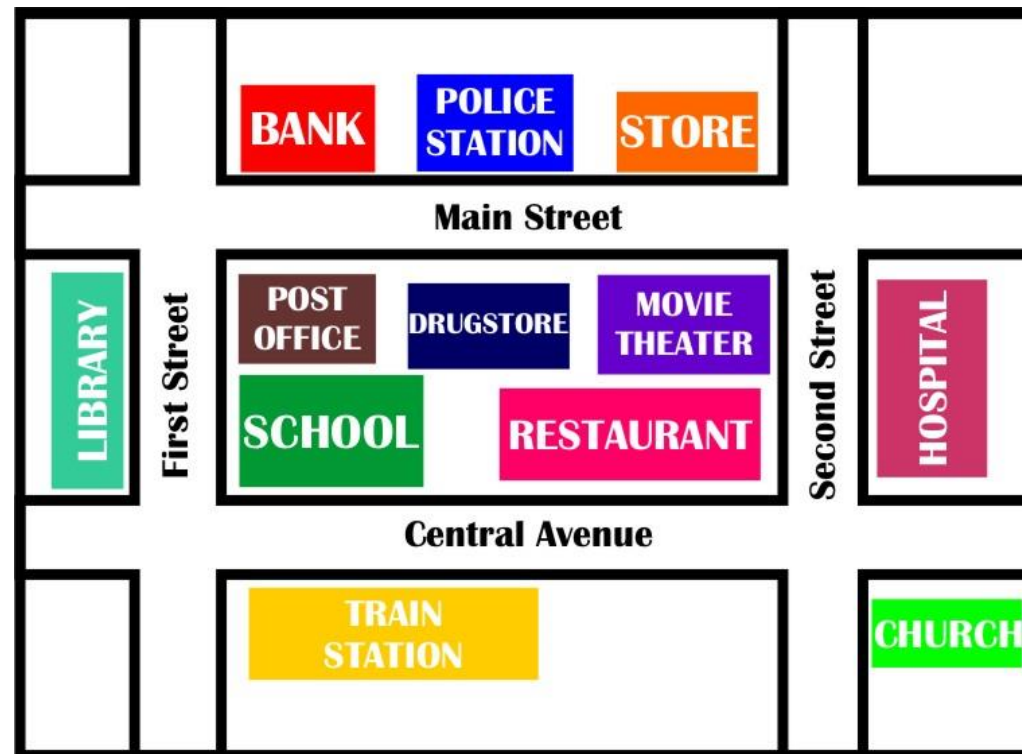 BANK
POLICE
STATION
STORE
Main Street
LIBRARY
First Street
POST
OFFICE
DRUGSTORE
MOVIE
THEATER
SCHOOL
RESTAURANT
Second Street
HOSPITAL
Central Avenue
TRAIN
STATION
CHURCH